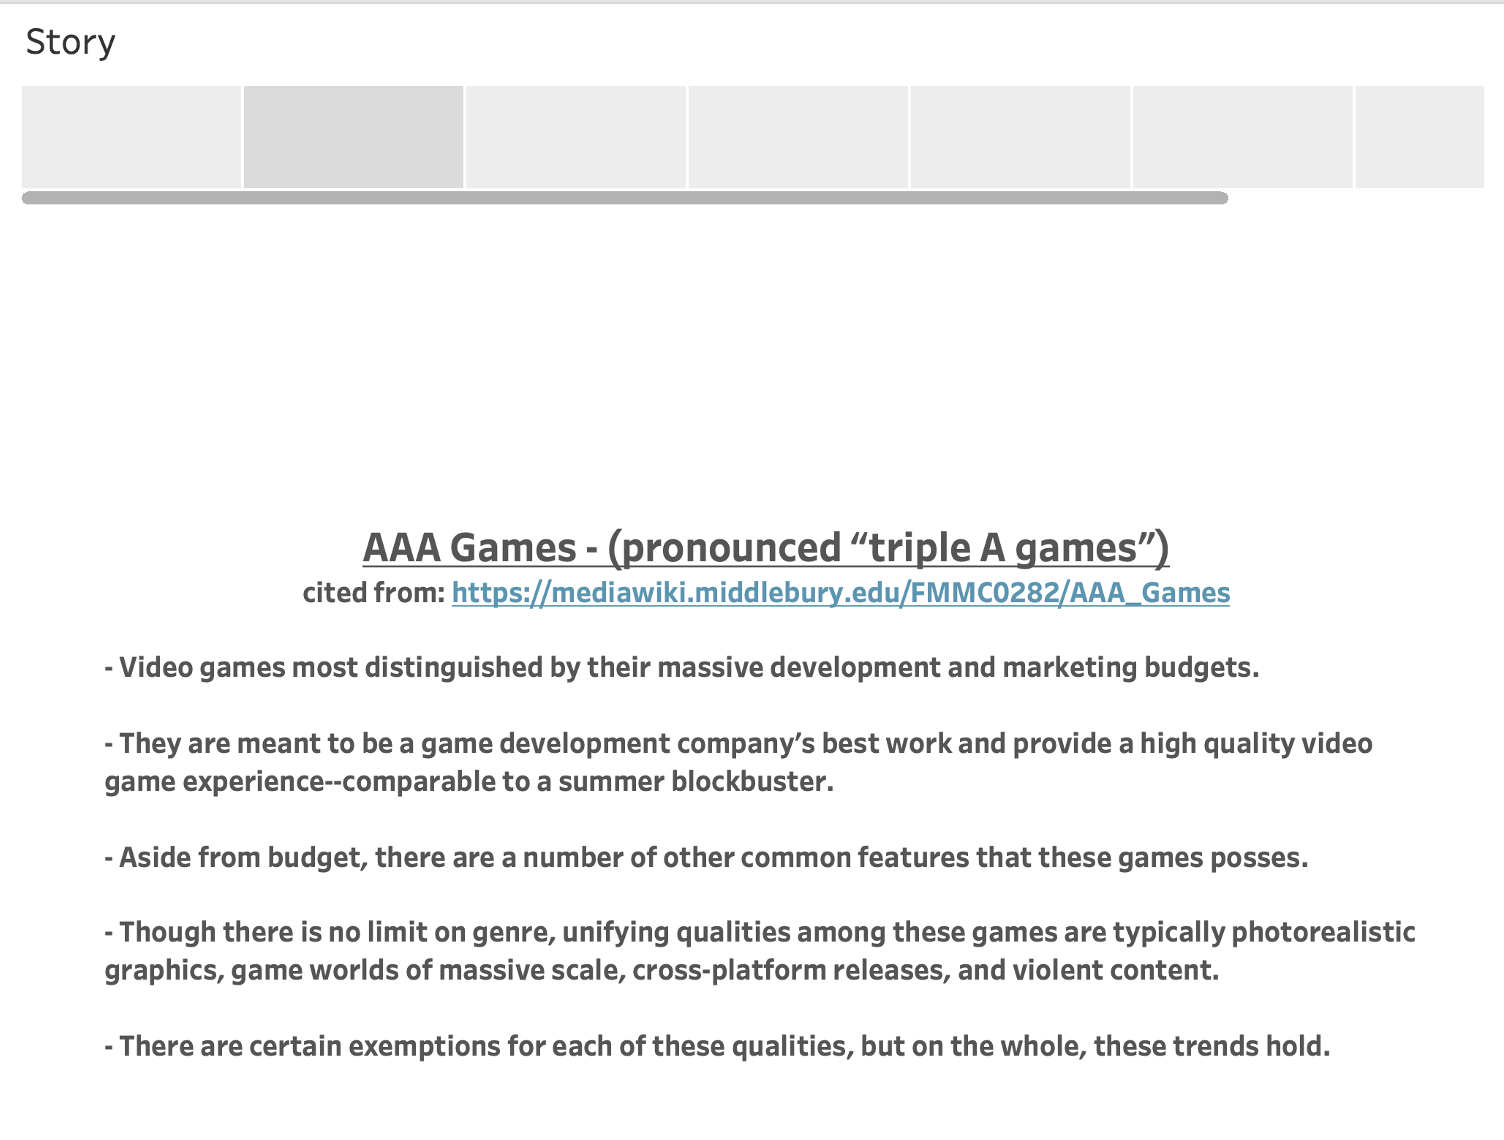 Story
AAA Games - (pronounced “triple A games”)
cited from: https://mediawiki.middlebury.edu/FMMC0282/AAA_Games
- Video games most distinguished by their massive development and marketing budgets.
- They are meant to be a game development company’s best work and provide a high quality video
game experience--comparable to a summer blockbuster.
- Aside from budget, there are a number of other common features that these games posses.
- Though there is no limit on genre, unifying qualities among these games are typically photorealistic
graphics, game worlds of massive scale, cross-platform releases, and violent content.
- There are certain exemptions for each of these qualities, but on the whole, these trends hold.